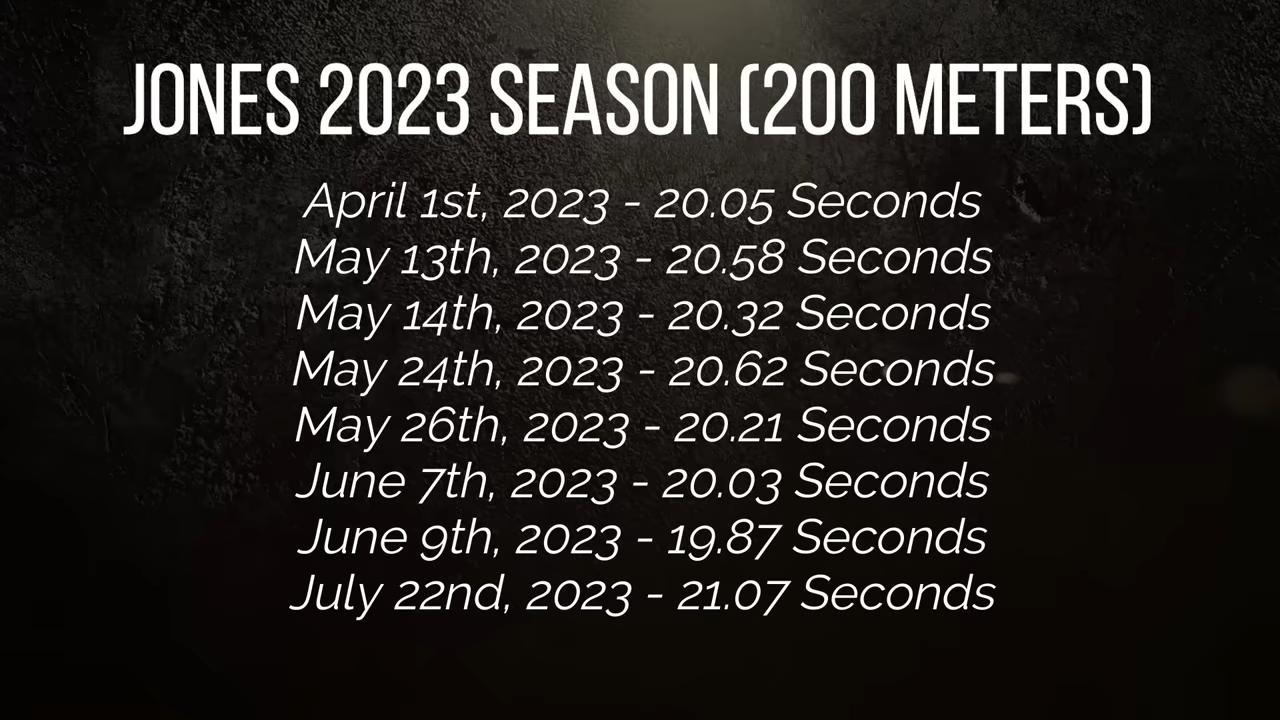 JONES 2023 SEASON (200 METERS)
April 1st, 2023 - 20.05 Seconds
May 13th, 2023 - 20.58 Seconds
May 14th, 2023 - 20.32 Seconds
May 24th, 2023 - 20.62 Seconds
May 26th, 2023 - 20.21 Seconds
June 7th, 2023 - 20.03 Seconds
June 9th, 2023 - 19.87 Seconds
July 22nd, 2023 - 21.07 Seconds